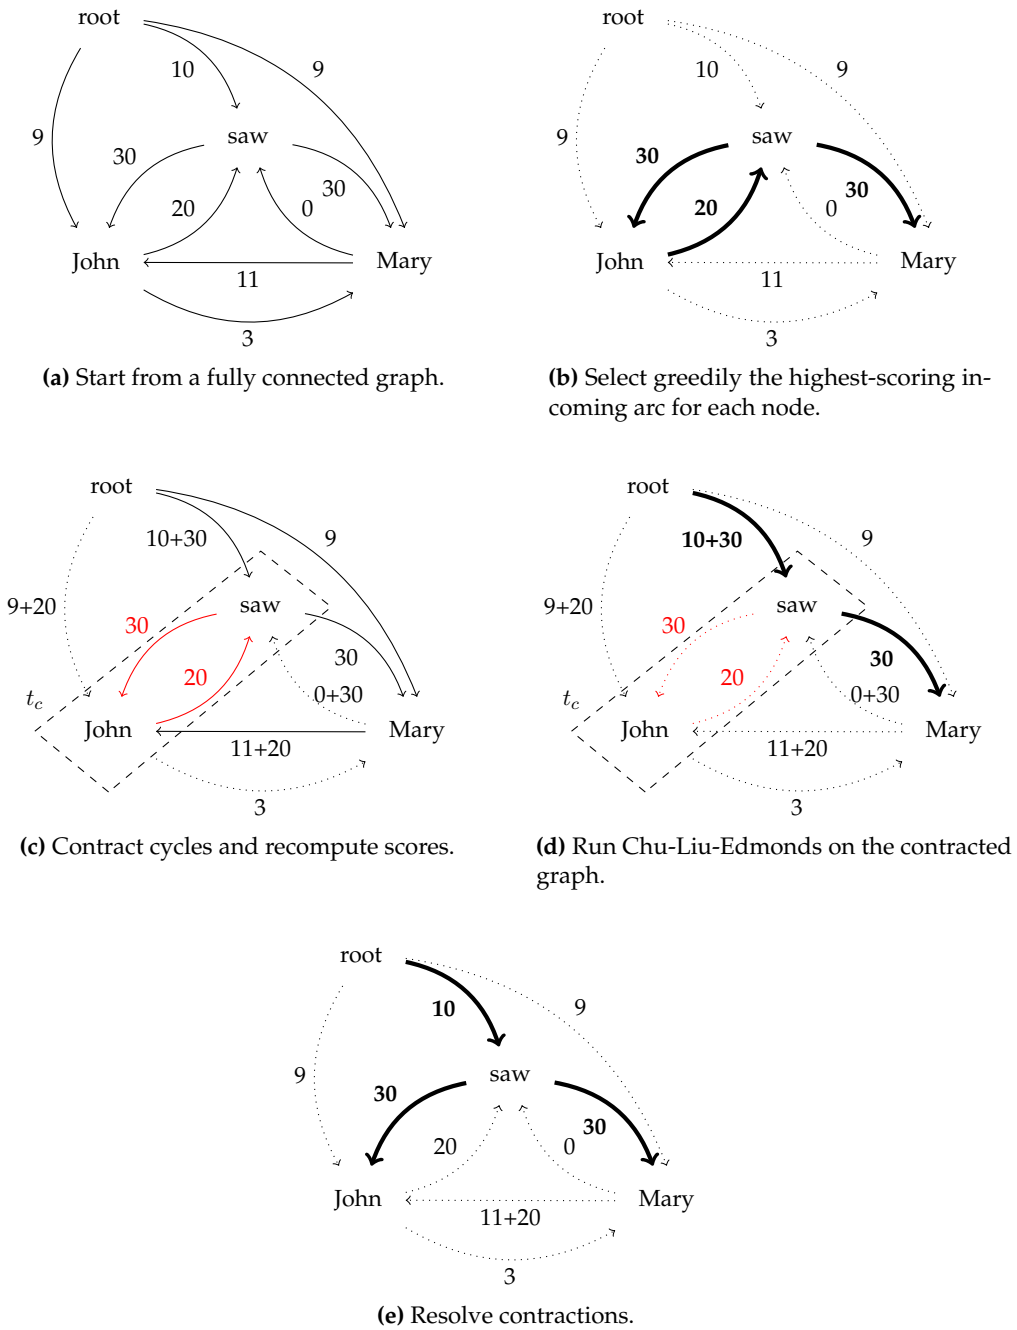 root
10
9
9
saw
30
30
20
0
John
Mary
11
3
(a) Start from a fully connected graph.
root
10
9
9
saw
30
30
20
0
John
Mary
11
3
(b) Select greedily the highest-scoring in-
coming arc for each node.
root
10+30
9
9+20
saw
30
30
20
0+30
t_c
John
Mary
11+20
3
(c) Contract cycles and recompute scores.
root
10+30
9
9+20
saw
30
30
20
0+30
t_c
John
Mary
11+20
3
(d) Run Chu-Liu-Edmonds on the contracted
graph.
root
10
9
9
saw
30
30
20
0
John
Mary
11+20
3
(e) Resolve contractions.